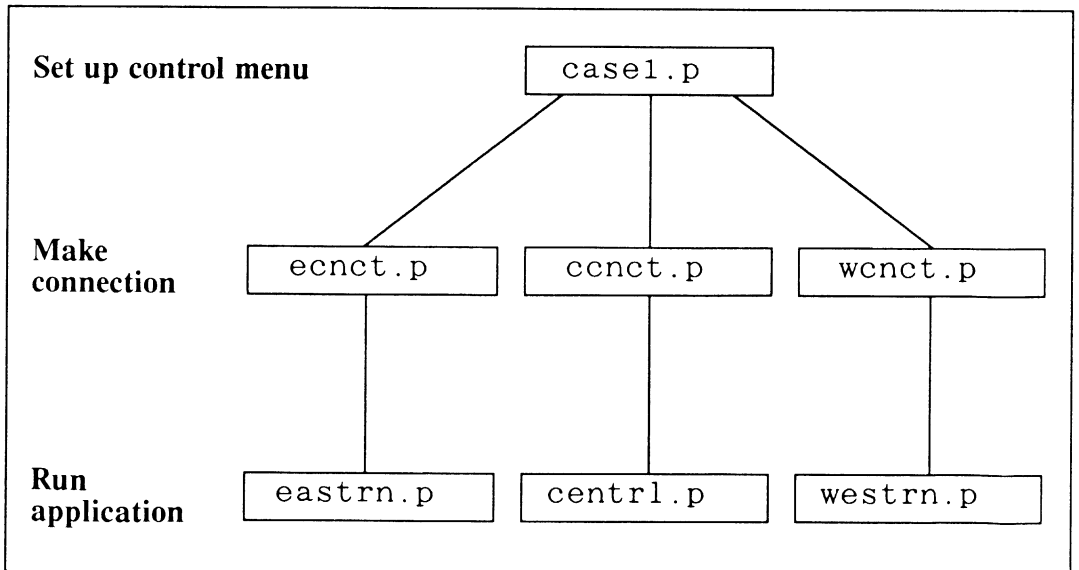 Set up control menu
case1.p
Make
connection
ecnct.p
ccnct.p
wcnct.p
Run
application
eastrn.p
centrl.p
westrn.p